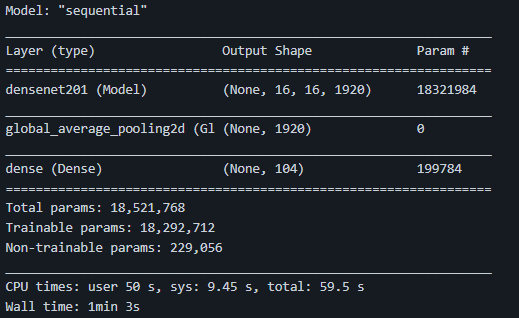 Model: "sequential"
_________________________________________________________________
Layer (type)                 Output Shape              Param #
=================================================================
densenet201 (Model)          (None, 16, 16, 1920)      18321984
_________________________________________________________________
global_average_pooling2d (Gl (None, 1920)              0
_________________________________________________________________
dense (Dense)                (None, 104)               199784
=================================================================
Total params: 18,521,768
Trainable params: 18,292,712
Non-trainable params: 229,056
_________________________________________________________________
CPU times: user 50 s, sys: 9.45 s, total: 59.5 s
Wall time: 1min 3s